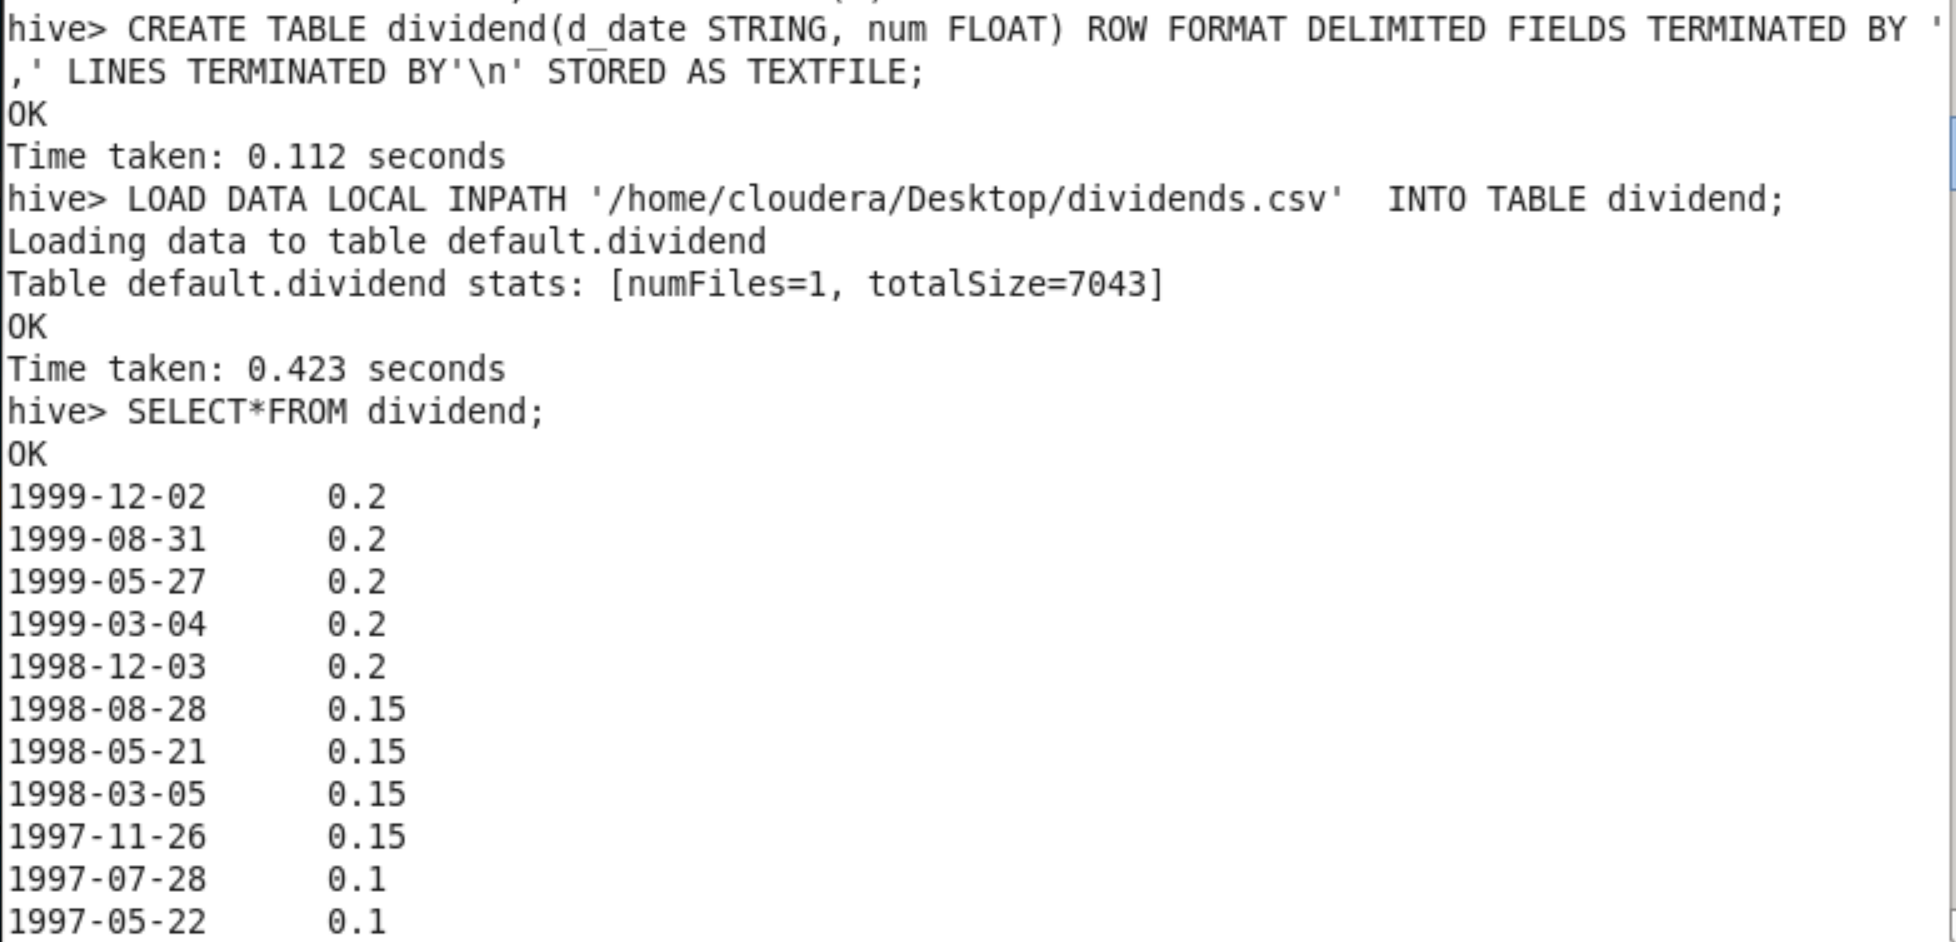 hive> CREATE TABLE dividend(d_date STRING, num FLOAT) ROW FORMAT DELIMITED FIELDS TERMINATED BY '
,' LINES TERMINATED BY'\n' STORED AS TEXTFILE;
OK
Time taken: 0.112 seconds
hive> LOAD DATA LOCAL INPATH '/home/cloudera/Desktop/dividends.csv'  INTO TABLE dividend;
Loading data to table default.dividend
Table default.dividend stats: [numFiles=1, totalSize=7043]
OK
Time taken: 0.423 seconds
hive> SELECT*FROM dividend;
OK
1999-12-02      0.2
1999-08-31      0.2
1999-05-27      0.2
1999-03-04      0.2
1998-12-03      0.2
1998-08-28      0.15
1998-05-21      0.15
1998-03-05      0.15
1997-11-26      0.15
1997-07-28      0.1
1997-05-22      0.1